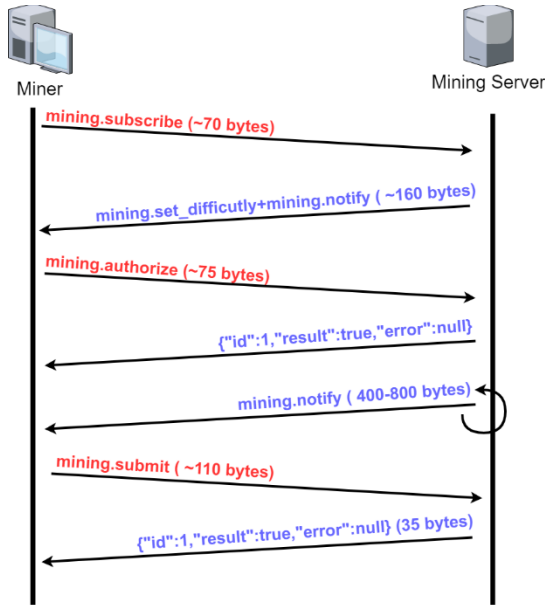 Miner
Mining Server
mining.subscribe (~70 bytes)
mining.set_difficutly+mining.notify ( ~160 bytes)
mining.authorize (~75 bytes)
{"id":1,"result":true,"error":null}
mining.notify ( 400-800 bytes)
mining.submit ( ~110 bytes)
{"id":1,"result":true,"error":null} (35 bytes)